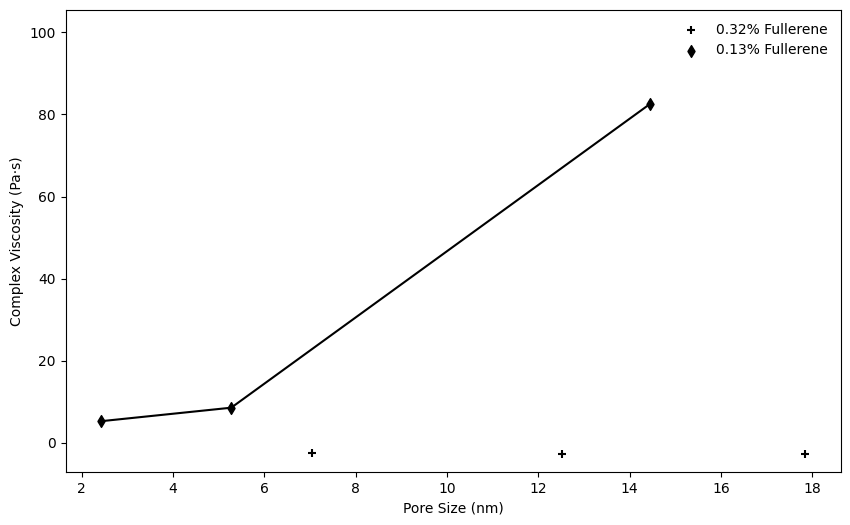 100
80
60
40
20
0
2 4 6 8 10 12 14 16 18
Complex Viscosity (Pa·s)
Pore Size (nm)
0.32% Fullerene
0.13% Fullerene